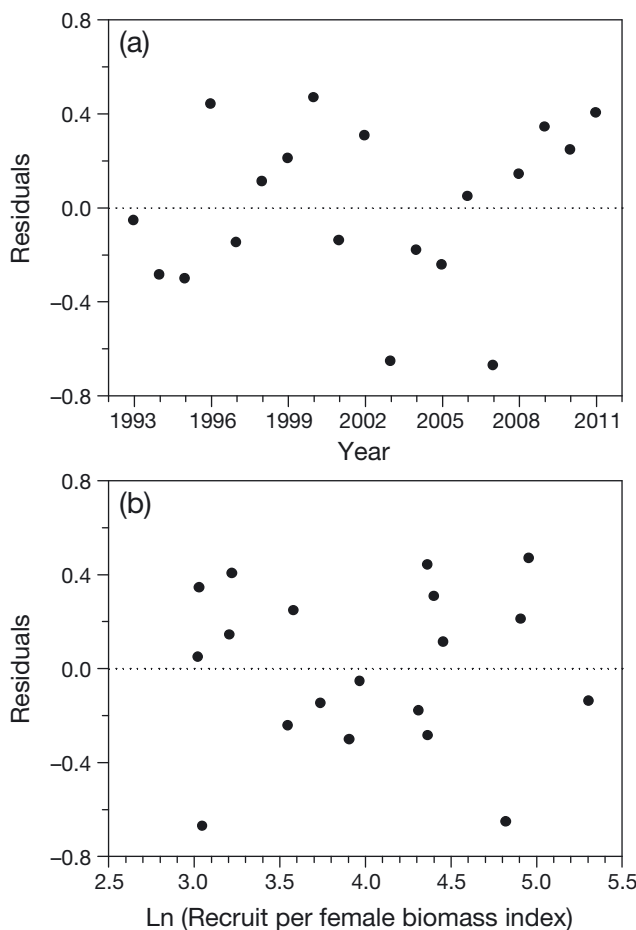 (a)
0.8
0.4
0.0
–0.4
–0.8
Residuals
1993 1996 1999 2002 2005 2008 2011
Year
(b)
0.8
0.4
0.0
–0.4
–0.8
Residuals
2.5 3.0 3.5 4.0 4.5 5.0 5.5
Ln (Recruit per female biomass index)